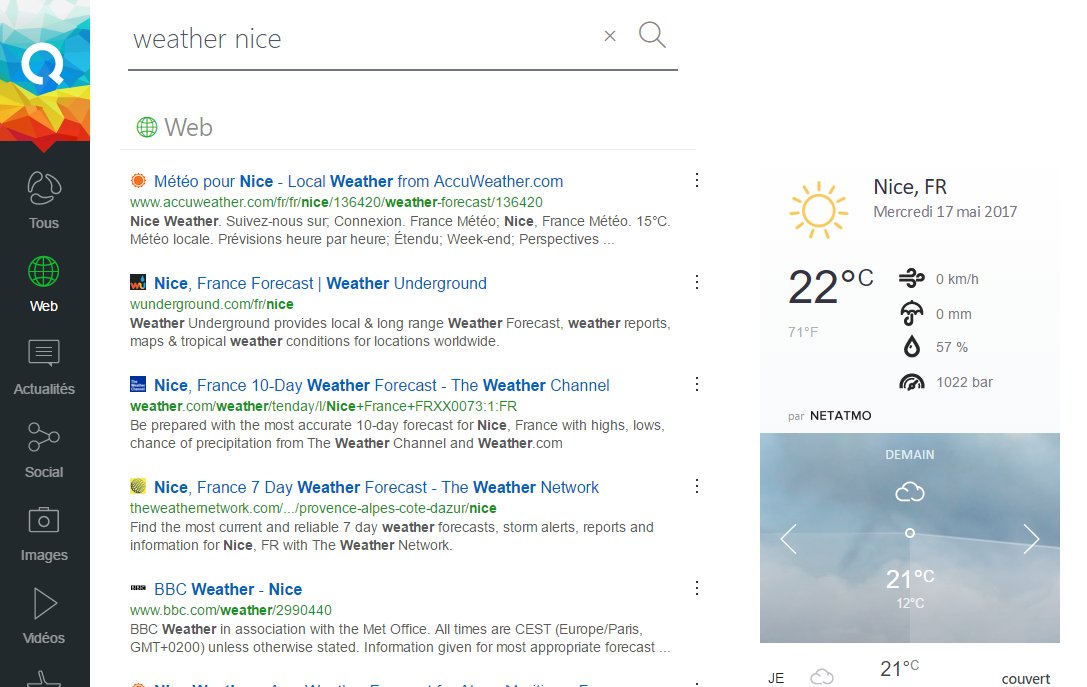 weather nice
×
Web
Tous
Web
Actualités
Social
Images
Vidéos
Météo pour Nice - Local Weather from AccuWeather.com
www.accuweather.com/fr/fr/nice/136420/weather-forecast/136420
Nice Weather. Suivez-nous sur; Connexion. France Météo; Nice, France Météo. 15°C.
Météo locale. Prévisions heure par heure; Étendu; Week-end; Perspectives ...
Nice, France Forecast | Weather Underground
wunderground.com/fr/nice
Weather Underground provides local & long range Weather Forecast, weather reports,
maps & tropical weather conditions for locations worldwide.
Nice, France 10-Day Weather Forecast - The Weather Channel
weather.com/weather/tenday/l/Nice+France+FRXX0073:1:FR
Be prepared with the most accurate 10-day forecast for Nice, France with highs, lows,
chance of precipitation from The Weather Channel and Weather.com
Nice, France 7 Day Weather Forecast - The Weather Network
theweathernetwork.com/.../provence-alpes-cote-dazur/nice
Find the most current and reliable 7 day weather forecasts, storm alerts, reports and
information for Nice, FR with The Weather Network.
BBC Weather - Nice
www.bbc.com/weather/2990440
BBC Weather in association with the Met Office. All times are CEST (Europe/Paris,
GMT+0200) unless otherwise stated. Information given for most appropriate forecast ...
Nice, FR
Mercredi 17 mai 2017
22°C
71°F
0 km/h
0 mm
57 %
1022 bar
par NETATMO
DEMAIN
21°C
12°C
JE
21°C
couvert